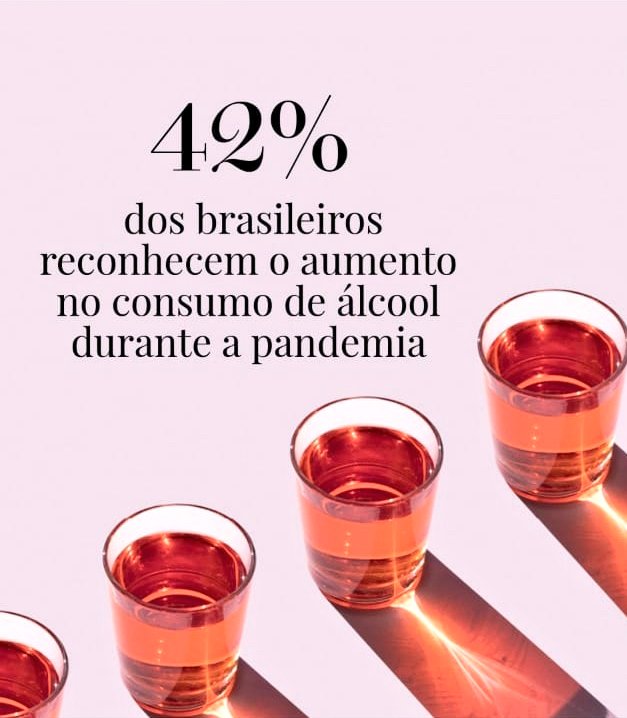 42%
dos brasileiros
reconhecem o aumento
no consumo de álcool
durante a pandemia